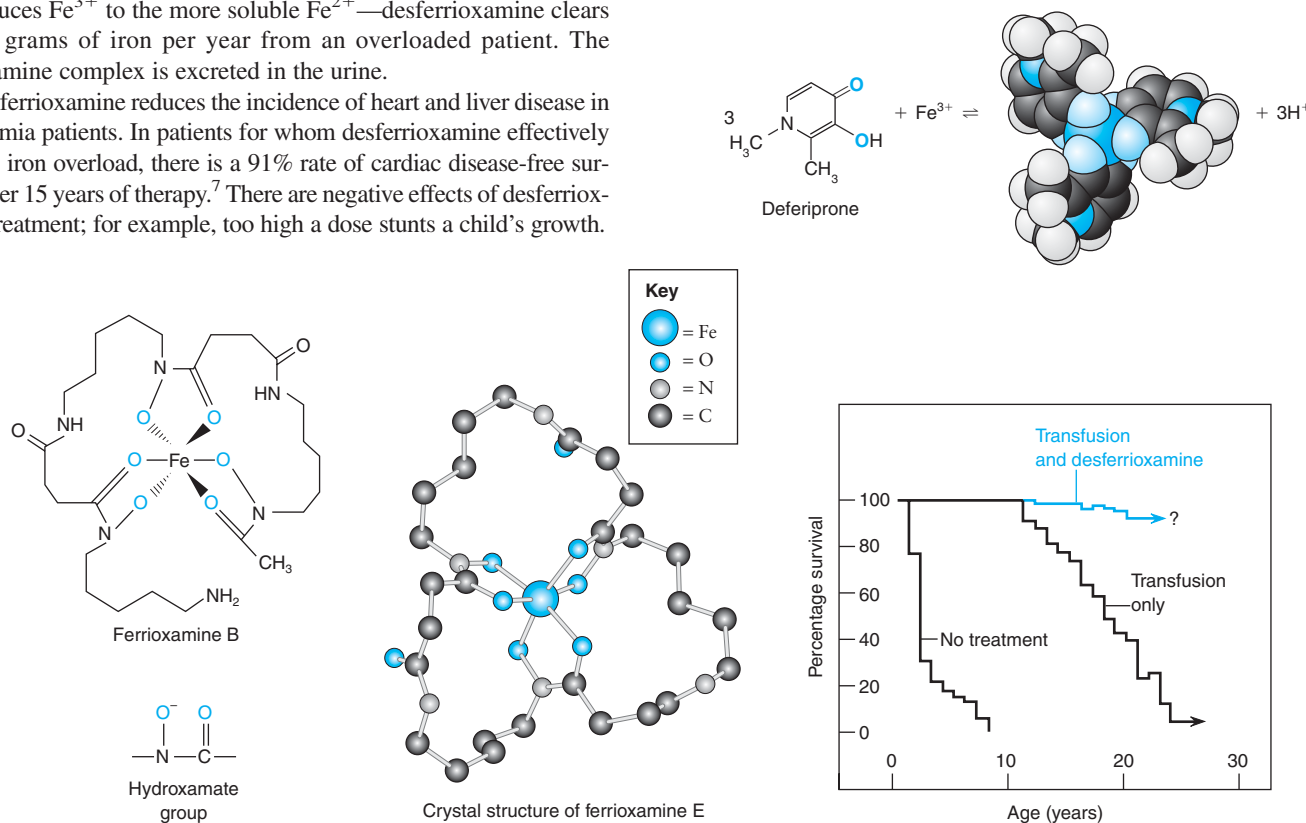 uces Fe³⁺ to the more soluble Fe²⁺—desferrioxamine clears
grams of iron per year from an overloaded patient. The
amine complex is excreted in the urine.
ferrioxamine reduces the incidence of heart and liver disease in
mia patients. In patients for whom desferrioxamine effectively
iron overload, there is a 91% rate of cardiac disease-free sur-
er 15 years of therapy.⁷ There are negative effects of desferriox-
reatment; for example, too high a dose stunts a child's growth.
3
O
OH
N
H₃C
CH₃
+ Fe³⁺ ⇌
+ 3H⁺
Deferiprone
Key
= Fe
= O
= N
= C
O
N
HN
NH
O
O
O
O
Fe
O
O
O
N
N
CH₃
NH₂
Ferrioxamine B
O⁻ O
N C
Hydroxamate
group
Crystal structure of ferrioxamine E
Transfusion
and desferrioxamine
?
Transfusion
only
No treatment
Percentage survival
100
80
60
40
20
0
0 10 20 30
Age (years)